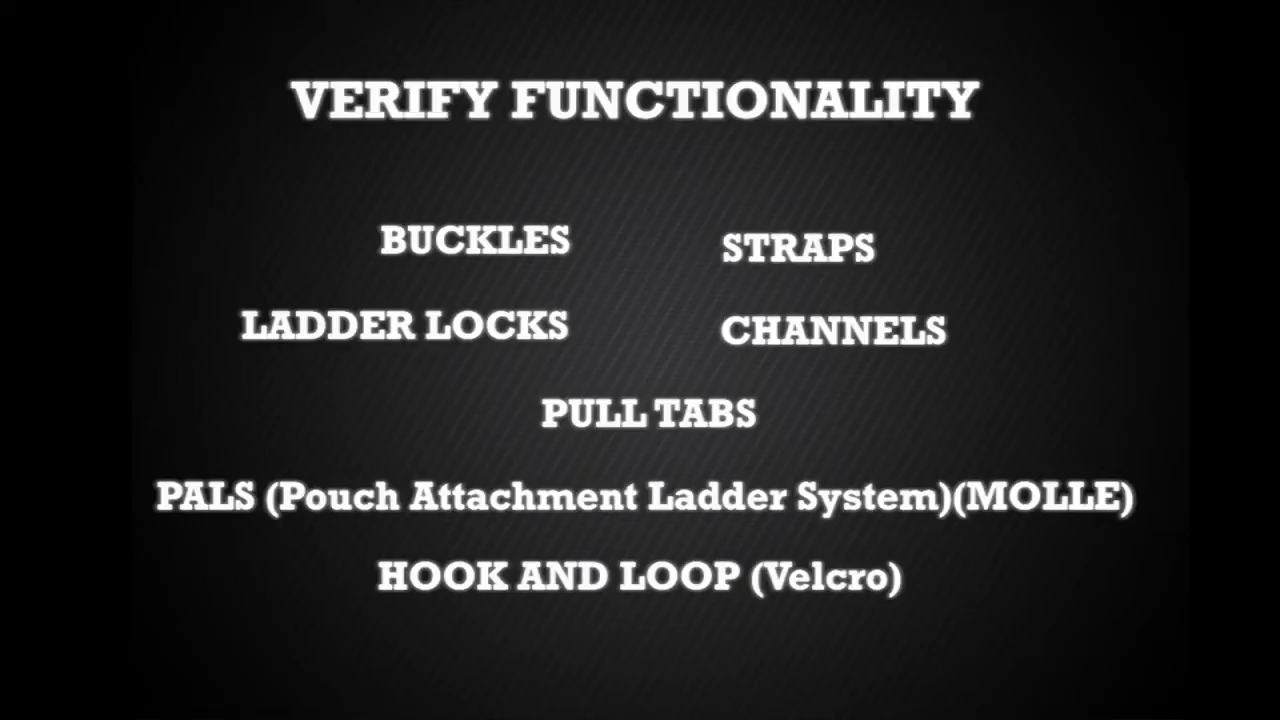 VERIFY FUNCTIONALITY
BUCKLES
STRAPS
LADDER LOCKS
CHANNELS
PULL TABS
PALS (Pouch Attachment Ladder System)(MOLLE)
HOOK AND LOOP (Velcro)